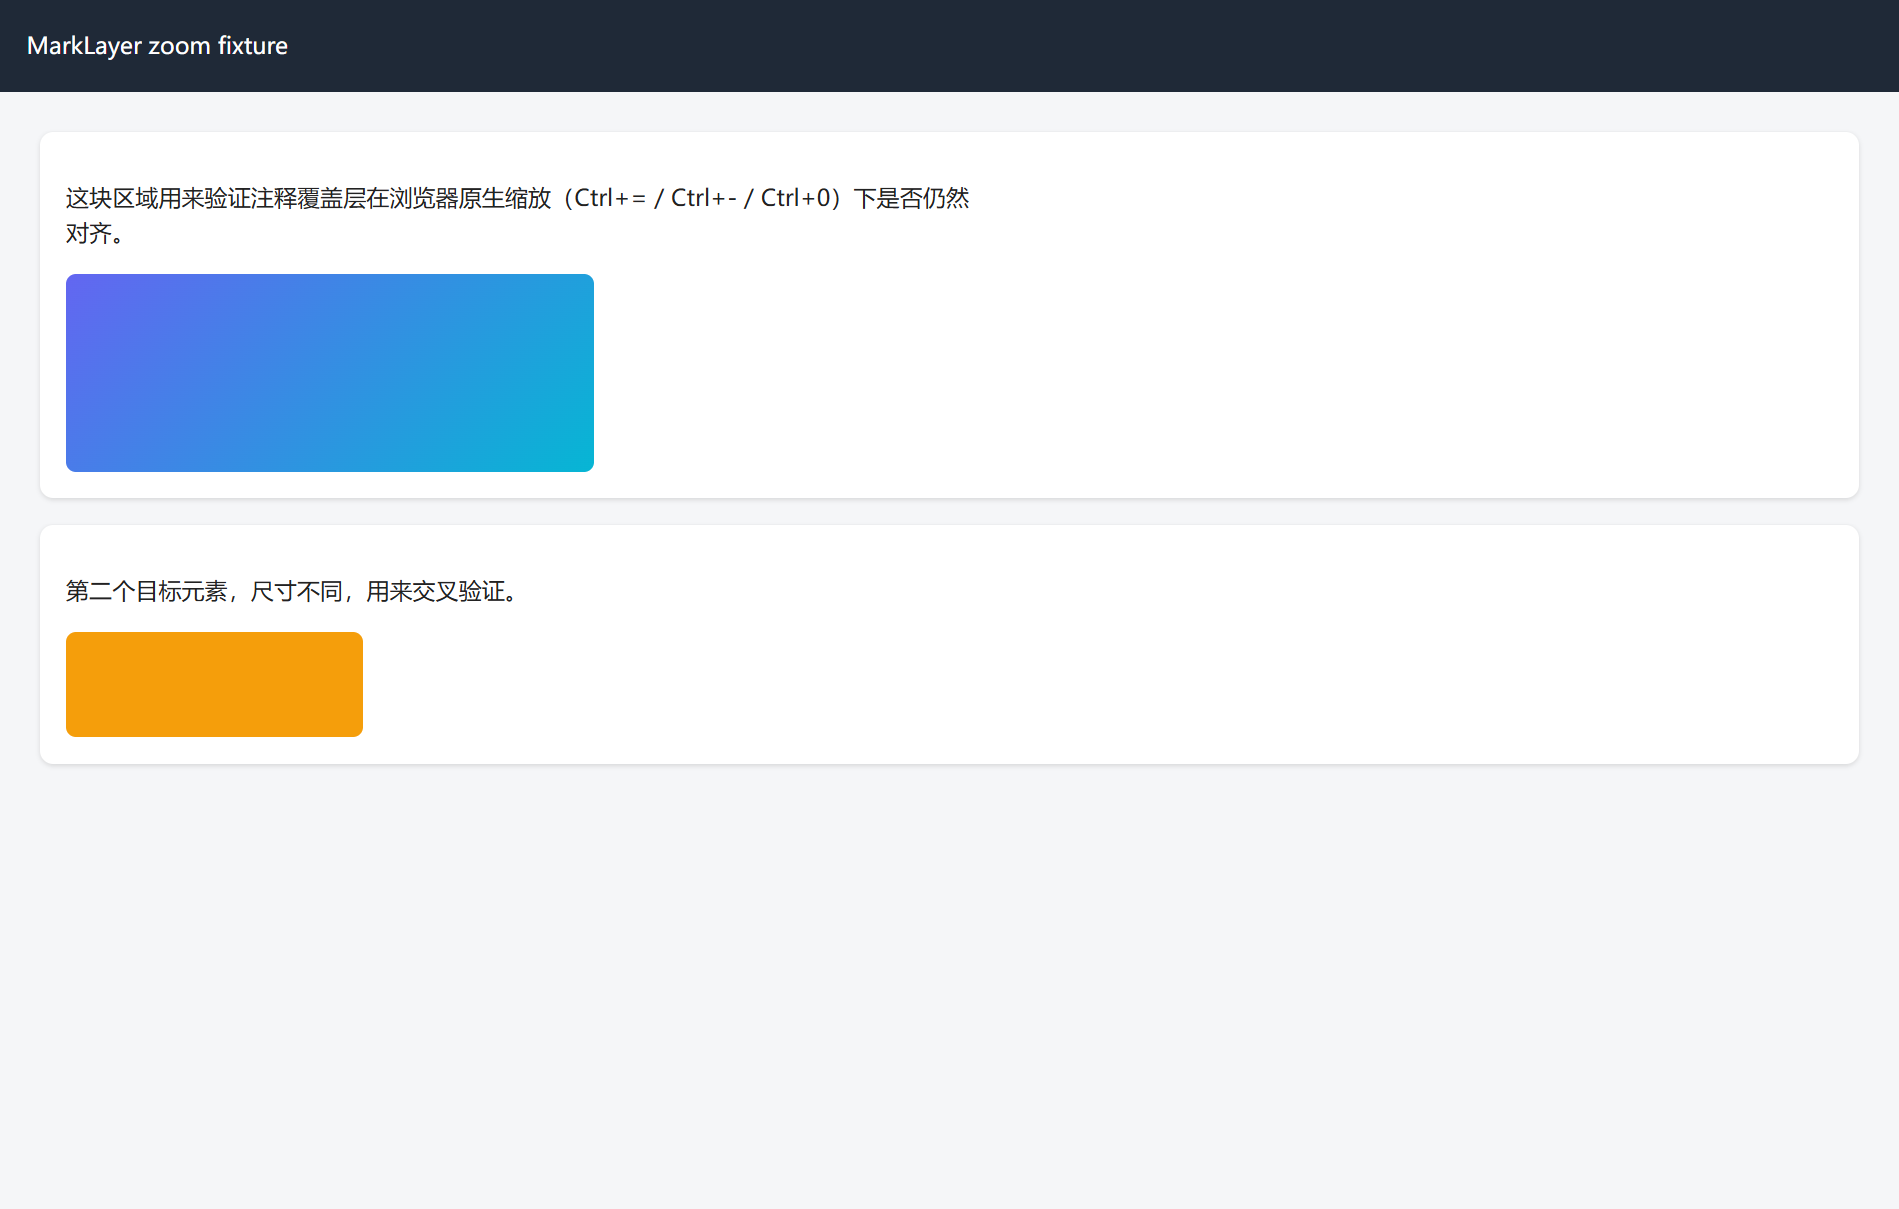 MarkLayer zoom fixture
这块区域用来验证注释覆盖层在浏览器原生缩放（Ctrl+= / Ctrl+- / Ctrl+0）下是否仍然
对齐。
第二个目标元素，尺寸不同，用来交叉验证。